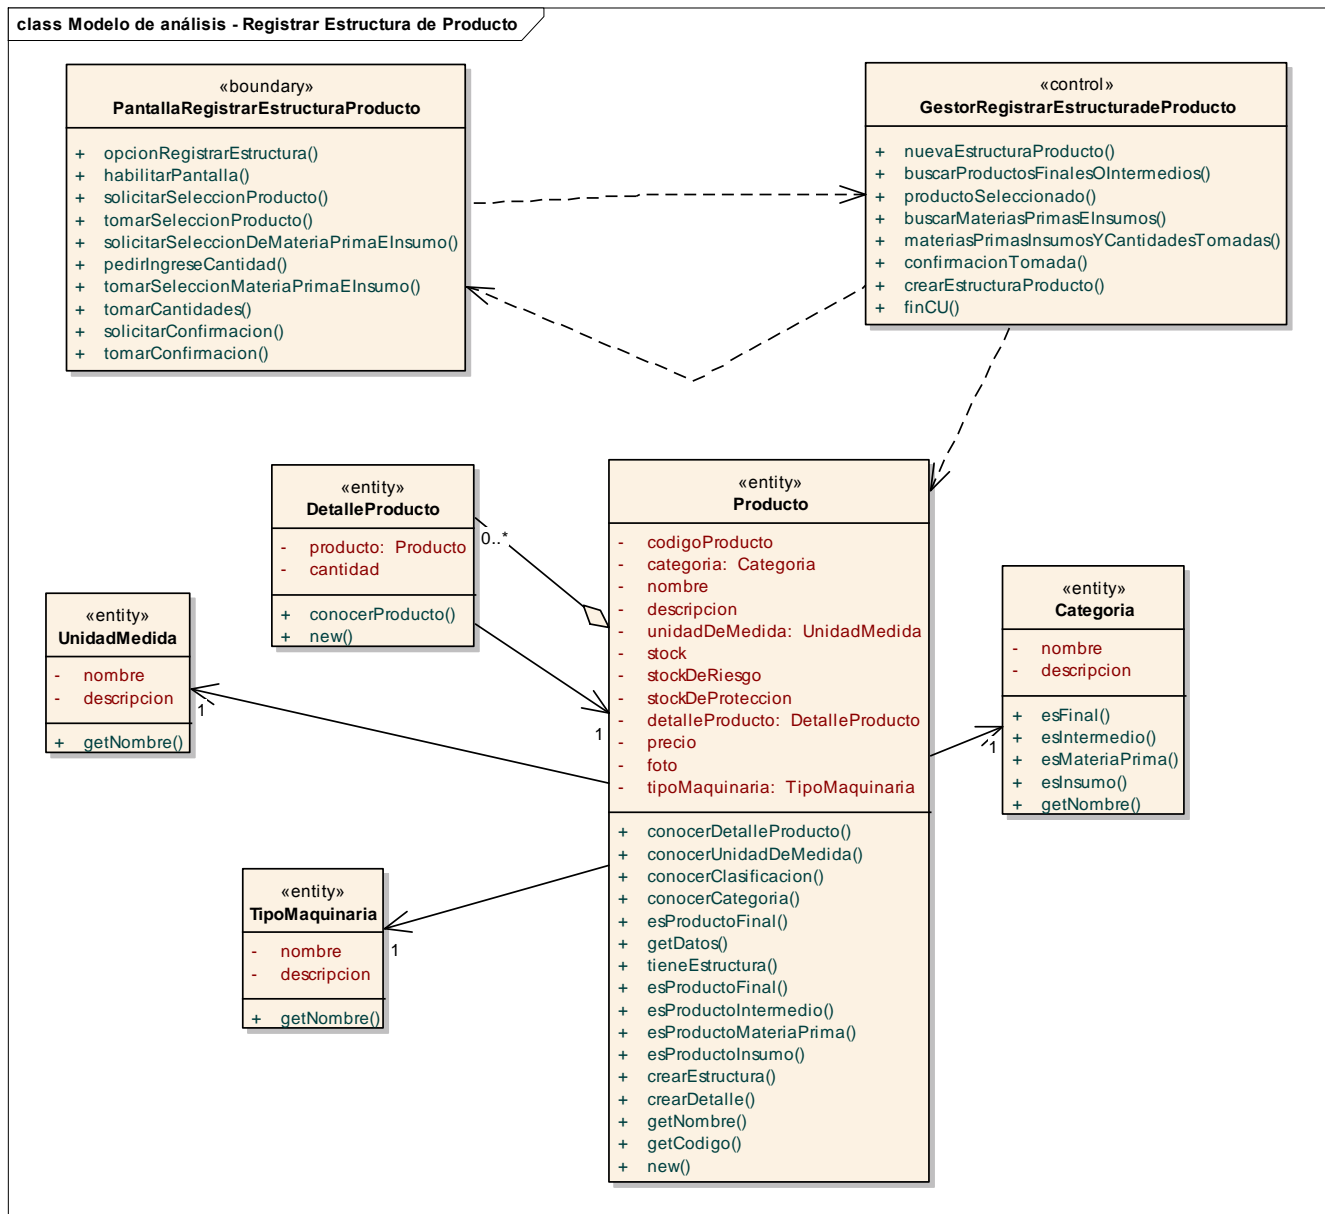 class Modelo de análisis - Registrar Estructura de Producto
«boundary»
PantallaRegistrarEstructuraProducto
+ opcionRegistrarEstructura()
+ habilitarPantalla()
+ solicitarSeleccionProducto()
+ tomarSeleccionProducto()
+ solicitarSeleccionDeMateriaPrimaEInsumo()
+ pedirIngreseCantidad()
+ tomarSeleccionMateriaPrimaEInsumo()
+ tomarCantidades()
+ solicitarConfirmacion()
+ tomarConfirmacion()
«control»
GestorRegistrarEstructuradeProducto
+ nuevaEstructuraProducto()
+ buscarProductosFinalesOIntermedios()
+ productoSeleccionado()
+ buscarMateriasPrimasEInsumos()
+ materiasPrimasInsumosYCantidadesTomadas()
+ confirmacionTomada()
+ crearEstructuraProducto()
+ finCU()
«entity»
DetalleProducto
- producto: Producto
- cantidad
+ conocerProducto()
+ new()
0..*
1
«entity»
UnidadMedida
- nombre
- descripcion
+ getNombre()
1
«entity»
TipoMaquinaria
- nombre
- descripcion
+ getNombre()
1
«entity»
Producto
- codigoProducto
- categoria: Categoria
- nombre
- descripcion
- unidadDeMedida: UnidadMedida
- stock
- stockDeRiesgo
- stockDeProteccion
- detalleProducto: DetalleProducto
- precio
- foto
- tipoMaquinaria: TipoMaquinaria
+ conocerDetalleProducto()
+ conocerUnidadDeMedida()
+ conocerClasificacion()
+ conocerCategoria()
+ esProductoFinal()
+ getDatos()
+ tieneEstructura()
+ esProductoFinal()
+ esProductoIntermedio()
+ esProductoMateriaPrima()
+ esProductoInsumo()
+ crearEstructura()
+ crearDetalle()
+ getNombre()
+ getCodigo()
+ new()
«entity»
Categoria
- nombre
- descripcion
+ esFinal()
+ esIntermedio()
+ esMateriaPrima()
+ esInsumo()
+ getNombre()
1